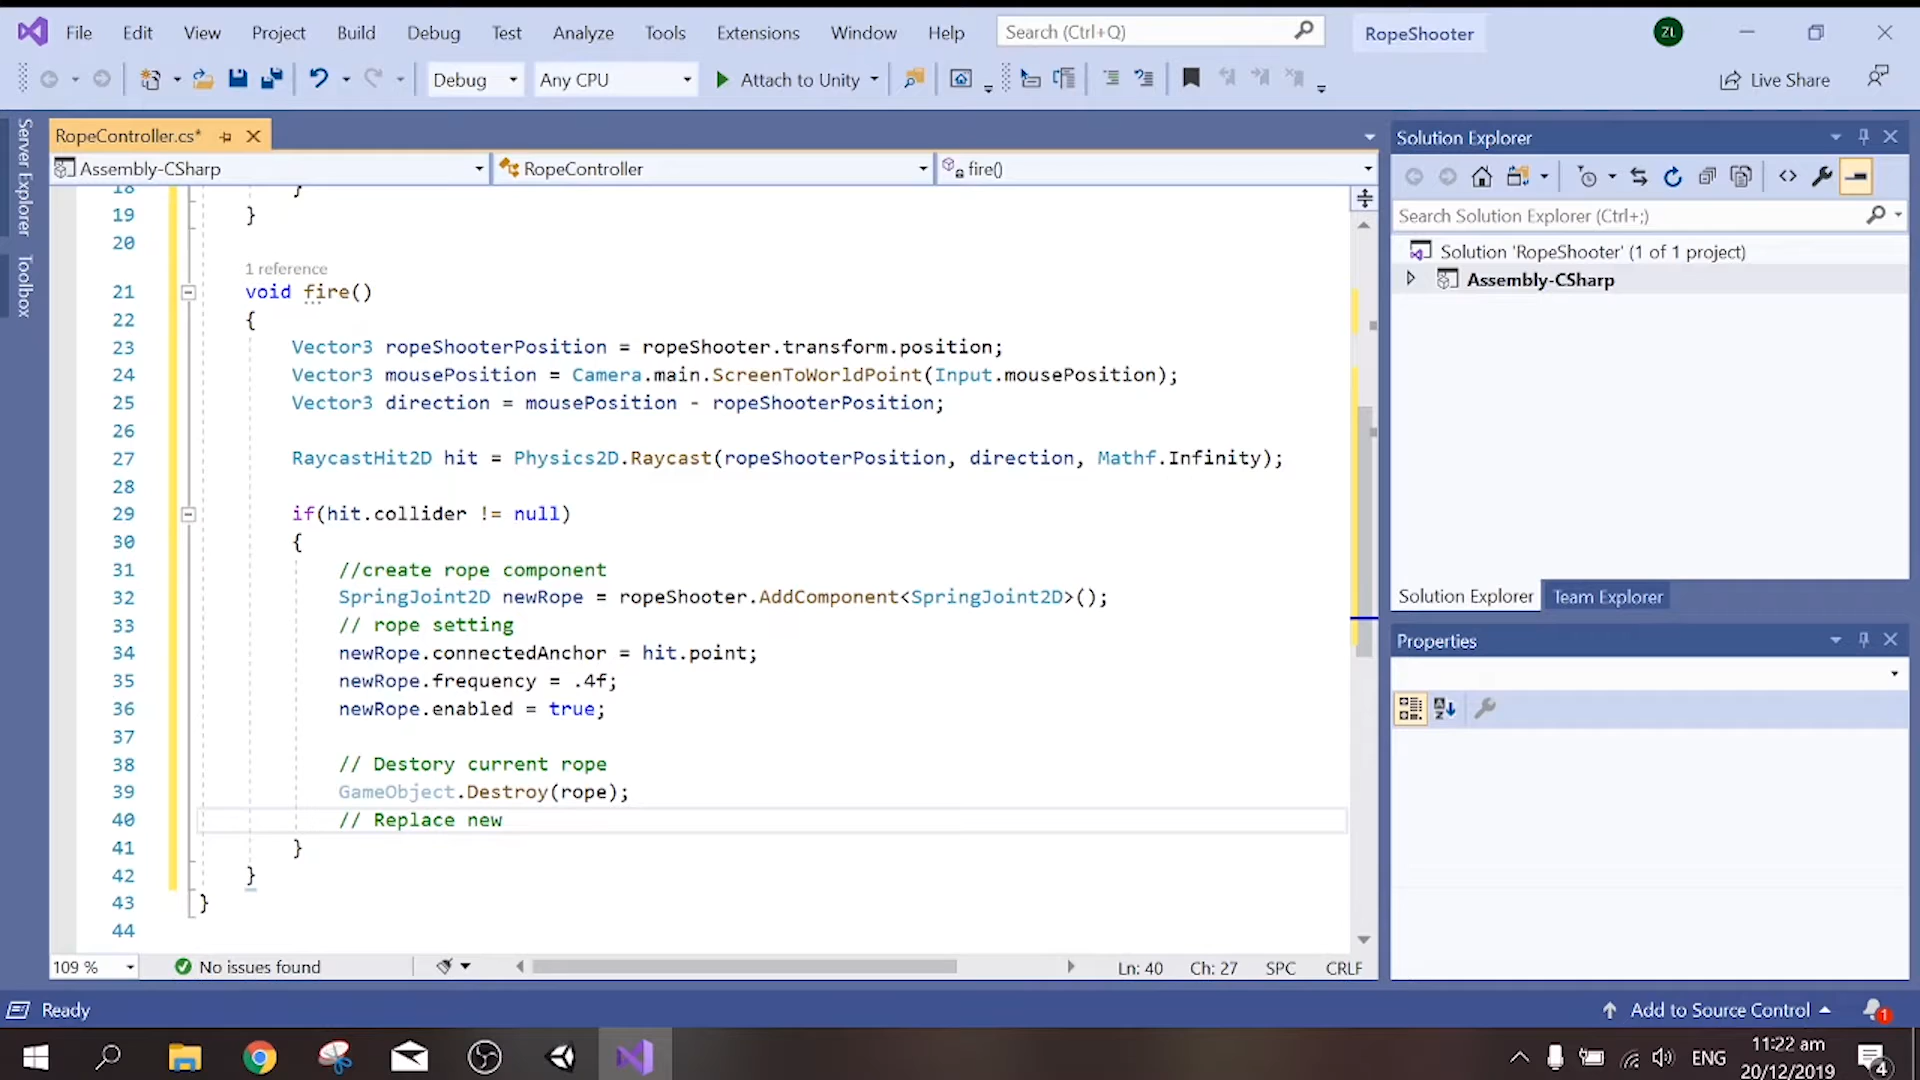 File Edit View Project Build Debug Test Analyze Tools Extensions Window Help Search (Ctrl+Q) RopeShooter ZL
Debug Any CPU Attach to Unity Live Share
Server Explorer
Toolbox
RopeController.cs*
Assembly-CSharp RopeController fire()
18 }
19 }
20
1 reference
21 void fire()
22 {
23 Vector3 ropeShooterPosition = ropeShooter.transform.position;
24 Vector3 mousePosition = Camera.main.ScreenToWorldPoint(Input.mousePosition);
25 Vector3 direction = mousePosition - ropeShooterPosition;
26
27 RaycastHit2D hit = Physics2D.Raycast(ropeShooterPosition, direction, Mathf.Infinity);
28
29 if(hit.collider != null)
30 {
31 //create rope component
32 SpringJoint2D newRope = ropeShooter.AddComponent<SpringJoint2D>();
33 // rope setting
34 newRope.connectedAnchor = hit.point;
35 newRope.frequency = .4f;
36 newRope.enabled = true;
37
38 // Destory current rope
39 GameObject.Destroy(rope);
40 // Replace new
41 }
42 }
43 }
44
109 % No issues found Ln: 40 Ch: 27 SPC CRLF
Solution Explorer
Search Solution Explorer (Ctrl+;)
Solution 'RopeShooter' (1 of 1 project)
Assembly-CSharp
Solution Explorer Team Explorer
Properties
Ready Add to Source Control 1
ENG 11:22 am
20/12/2019 4